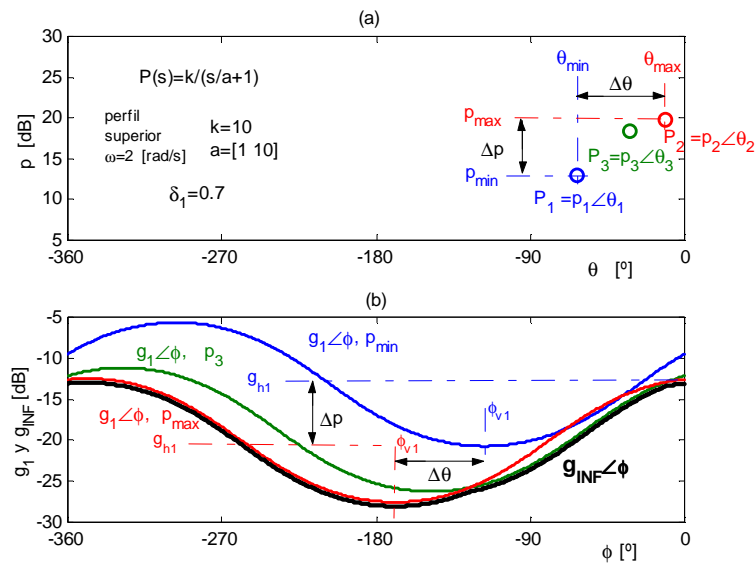 (a)
30
25
20
15
10
5
p [dB]
P(s)=k/(s/a+1)
perfil
superior
ω=2 [rad/s]
k=10
a=[1 10]
δ1=0.7
θmin
θmax
Δθ
pmax
Δp
pmin
P2=p2∠θ2
P3=p3∠θ3
P1=p1∠θ1
-360
-270
-180
-90
0
θ [º]
(b)
-5
-10
-15
-20
-25
-30
g1 y gINF [dB]
g1∠ϕ, pmin
g1∠ϕ, p3
gh1
g1∠ϕ, pmax
gh1
Δp
ϕv1
ϕv1
Δθ
gINF∠ϕ
-360
-270
-180
-90
0
ϕ [º]